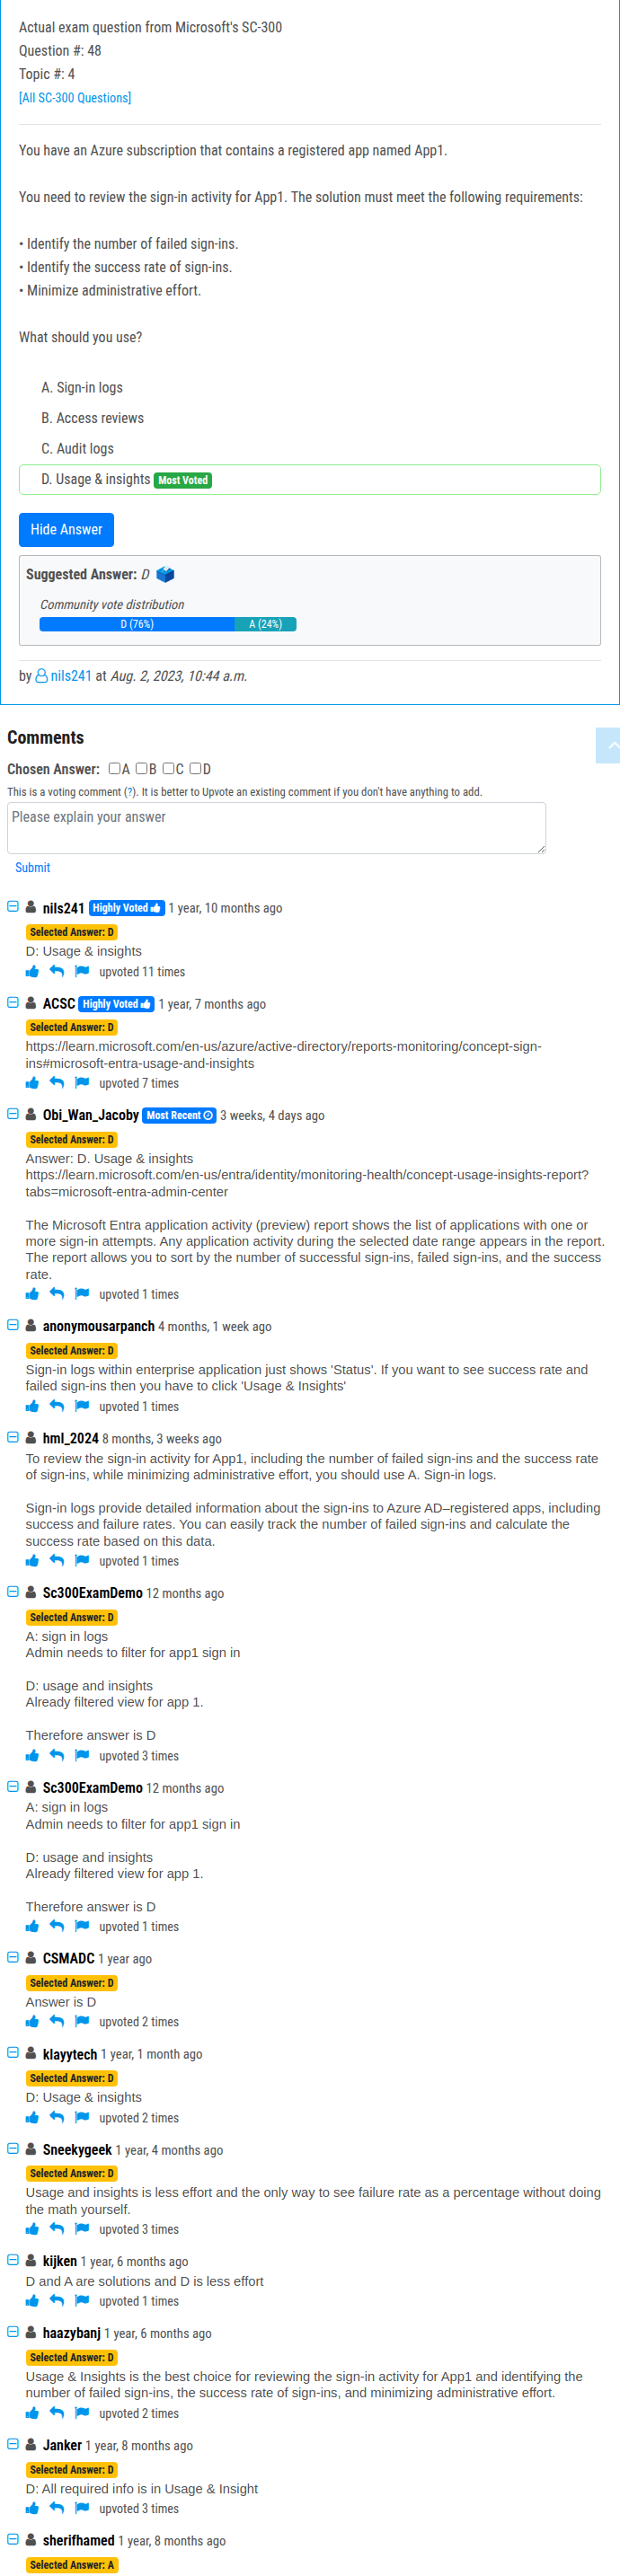 Actual exam question from Microsoft's SC-300
Question #: 48
Topic #: 4
[All SC-300 Questions]
You have an Azure subscription that contains a registered app named App1.
You need to review the sign-in activity for App1. The solution must meet the following requirements:
• Identify the number of failed sign-ins.
• Identify the success rate of sign-ins.
• Minimize administrative effort.
What should you use?
A. Sign-in logs
B. Access reviews
C. Audit logs
D. Usage & insights Most Voted
Hide Answer
Suggested Answer: D
Community vote distribution
D (76%) A (24%)
by nils241 at Aug. 2, 2023, 10:44 a.m.
Comments
Chosen Answer: A B C D
This is a voting comment (?). It is better to Upvote an existing comment if you don't have anything to add.
Please explain your answer
Submit
nils241 Highly Voted 1 year, 10 months ago
Selected Answer: D
D: Usage & insights
upvoted 11 times
ACSC Highly Voted 1 year, 7 months ago
Selected Answer: D
https://learn.microsoft.com/en-us/azure/active-directory/reports-monitoring/concept-sign-
ins#microsoft-entra-usage-and-insights
upvoted 7 times
Obi_Wan_Jacoby Most Recent 3 weeks, 4 days ago
Selected Answer: D
Answer: D. Usage & insights
https://learn.microsoft.com/en-us/entra/identity/monitoring-health/concept-usage-insights-report?
tabs=microsoft-entra-admin-center
The Microsoft Entra application activity (preview) report shows the list of applications with one or
more sign-in attempts. Any application activity during the selected date range appears in the report.
The report allows you to sort by the number of successful sign-ins, failed sign-ins, and the success
rate.
upvoted 1 times
anonymousarpanch 4 months, 1 week ago
Selected Answer: D
Sign-in logs within enterprise application just shows 'Status'. If you want to see success rate and
failed sign-ins then you have to click 'Usage & Insights'
upvoted 1 times
hml_2024 8 months, 3 weeks ago
To review the sign-in activity for App1, including the number of failed sign-ins and the success rate
of sign-ins, while minimizing administrative effort, you should use A. Sign-in logs.
Sign-in logs provide detailed information about the sign-ins to Azure AD–registered apps, including
success and failure rates. You can easily track the number of failed sign-ins and calculate the
success rate based on this data.
upvoted 1 times
Sc300ExamDemo 12 months ago
Selected Answer: D
A: sign in logs
Admin needs to filter for app1 sign in
D: usage and insights
Already filtered view for app 1.
Therefore answer is D
upvoted 3 times
Sc300ExamDemo 12 months ago
A: sign in logs
Admin needs to filter for app1 sign in
D: usage and insights
Already filtered view for app 1.
Therefore answer is D
upvoted 1 times
CSMADC 1 year ago
Selected Answer: D
Answer is D
upvoted 2 times
klayytech 1 year, 1 month ago
Selected Answer: D
D: Usage & insights
upvoted 2 times
Sneekygeek 1 year, 4 months ago
Selected Answer: D
Usage and insights is less effort and the only way to see failure rate as a percentage without doing
the math yourself.
upvoted 3 times
kijken 1 year, 6 months ago
D and A are solutions and D is less effort
upvoted 1 times
haazybanj 1 year, 6 months ago
Selected Answer: D
Usage & Insights is the best choice for reviewing the sign-in activity for App1 and identifying the
number of failed sign-ins, the success rate of sign-ins, and minimizing administrative effort.
upvoted 2 times
Janker 1 year, 8 months ago
Selected Answer: D
D: All required info is in Usage & Insight
upvoted 3 times
sherifhamed 1 year, 8 months ago
Selected Answer: A